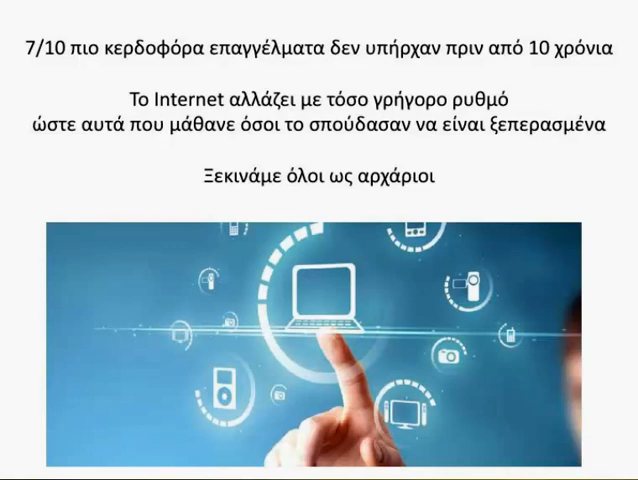 7/10 πιο κερδοφόρα επαγγέλματα δεν υπήρχαν πριν από 10 χρόνια
Το Internet αλλάζει με τόσο γρήγορο ρυθμό
ώστε αυτά που μάθανε όσοι το σπούδασαν να είναι ξεπερασμένα
Ξεκινάμε όλοι ως αρχάριοι